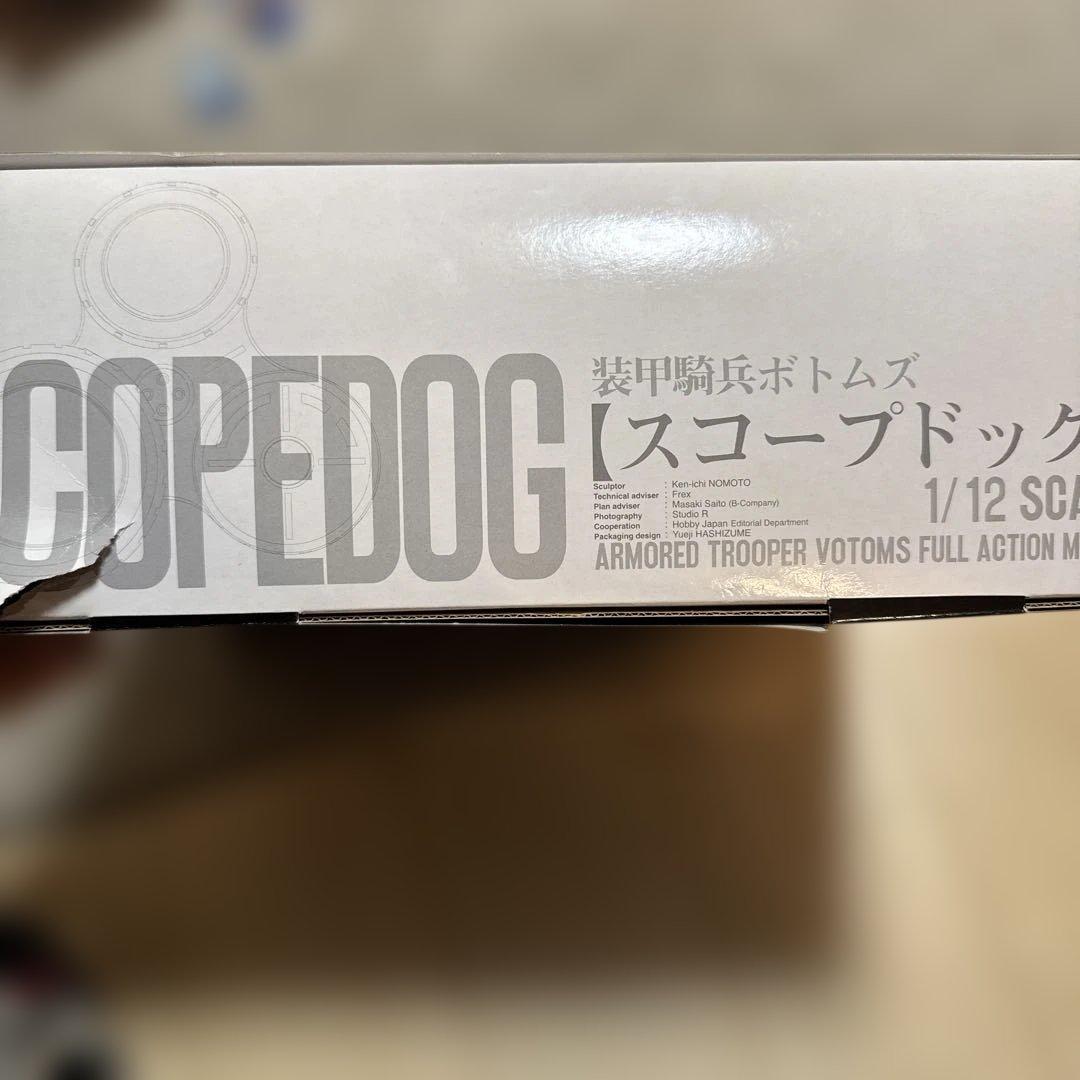 COPEDOG
装甲騎兵ボトムズ
【スコープドック
1/12 SCA
Sculptor : Ken-ichi NOMOTO
Technical adviser : Frex
Plan adviser : Masaki Saito (B-Company)
Photography : Studio R
Cooperation : Hobby Japan Editorial Department
Packaging design : Yueji HASHIZUME
ARMORED TROOPER VOTOMS FULL ACTION M